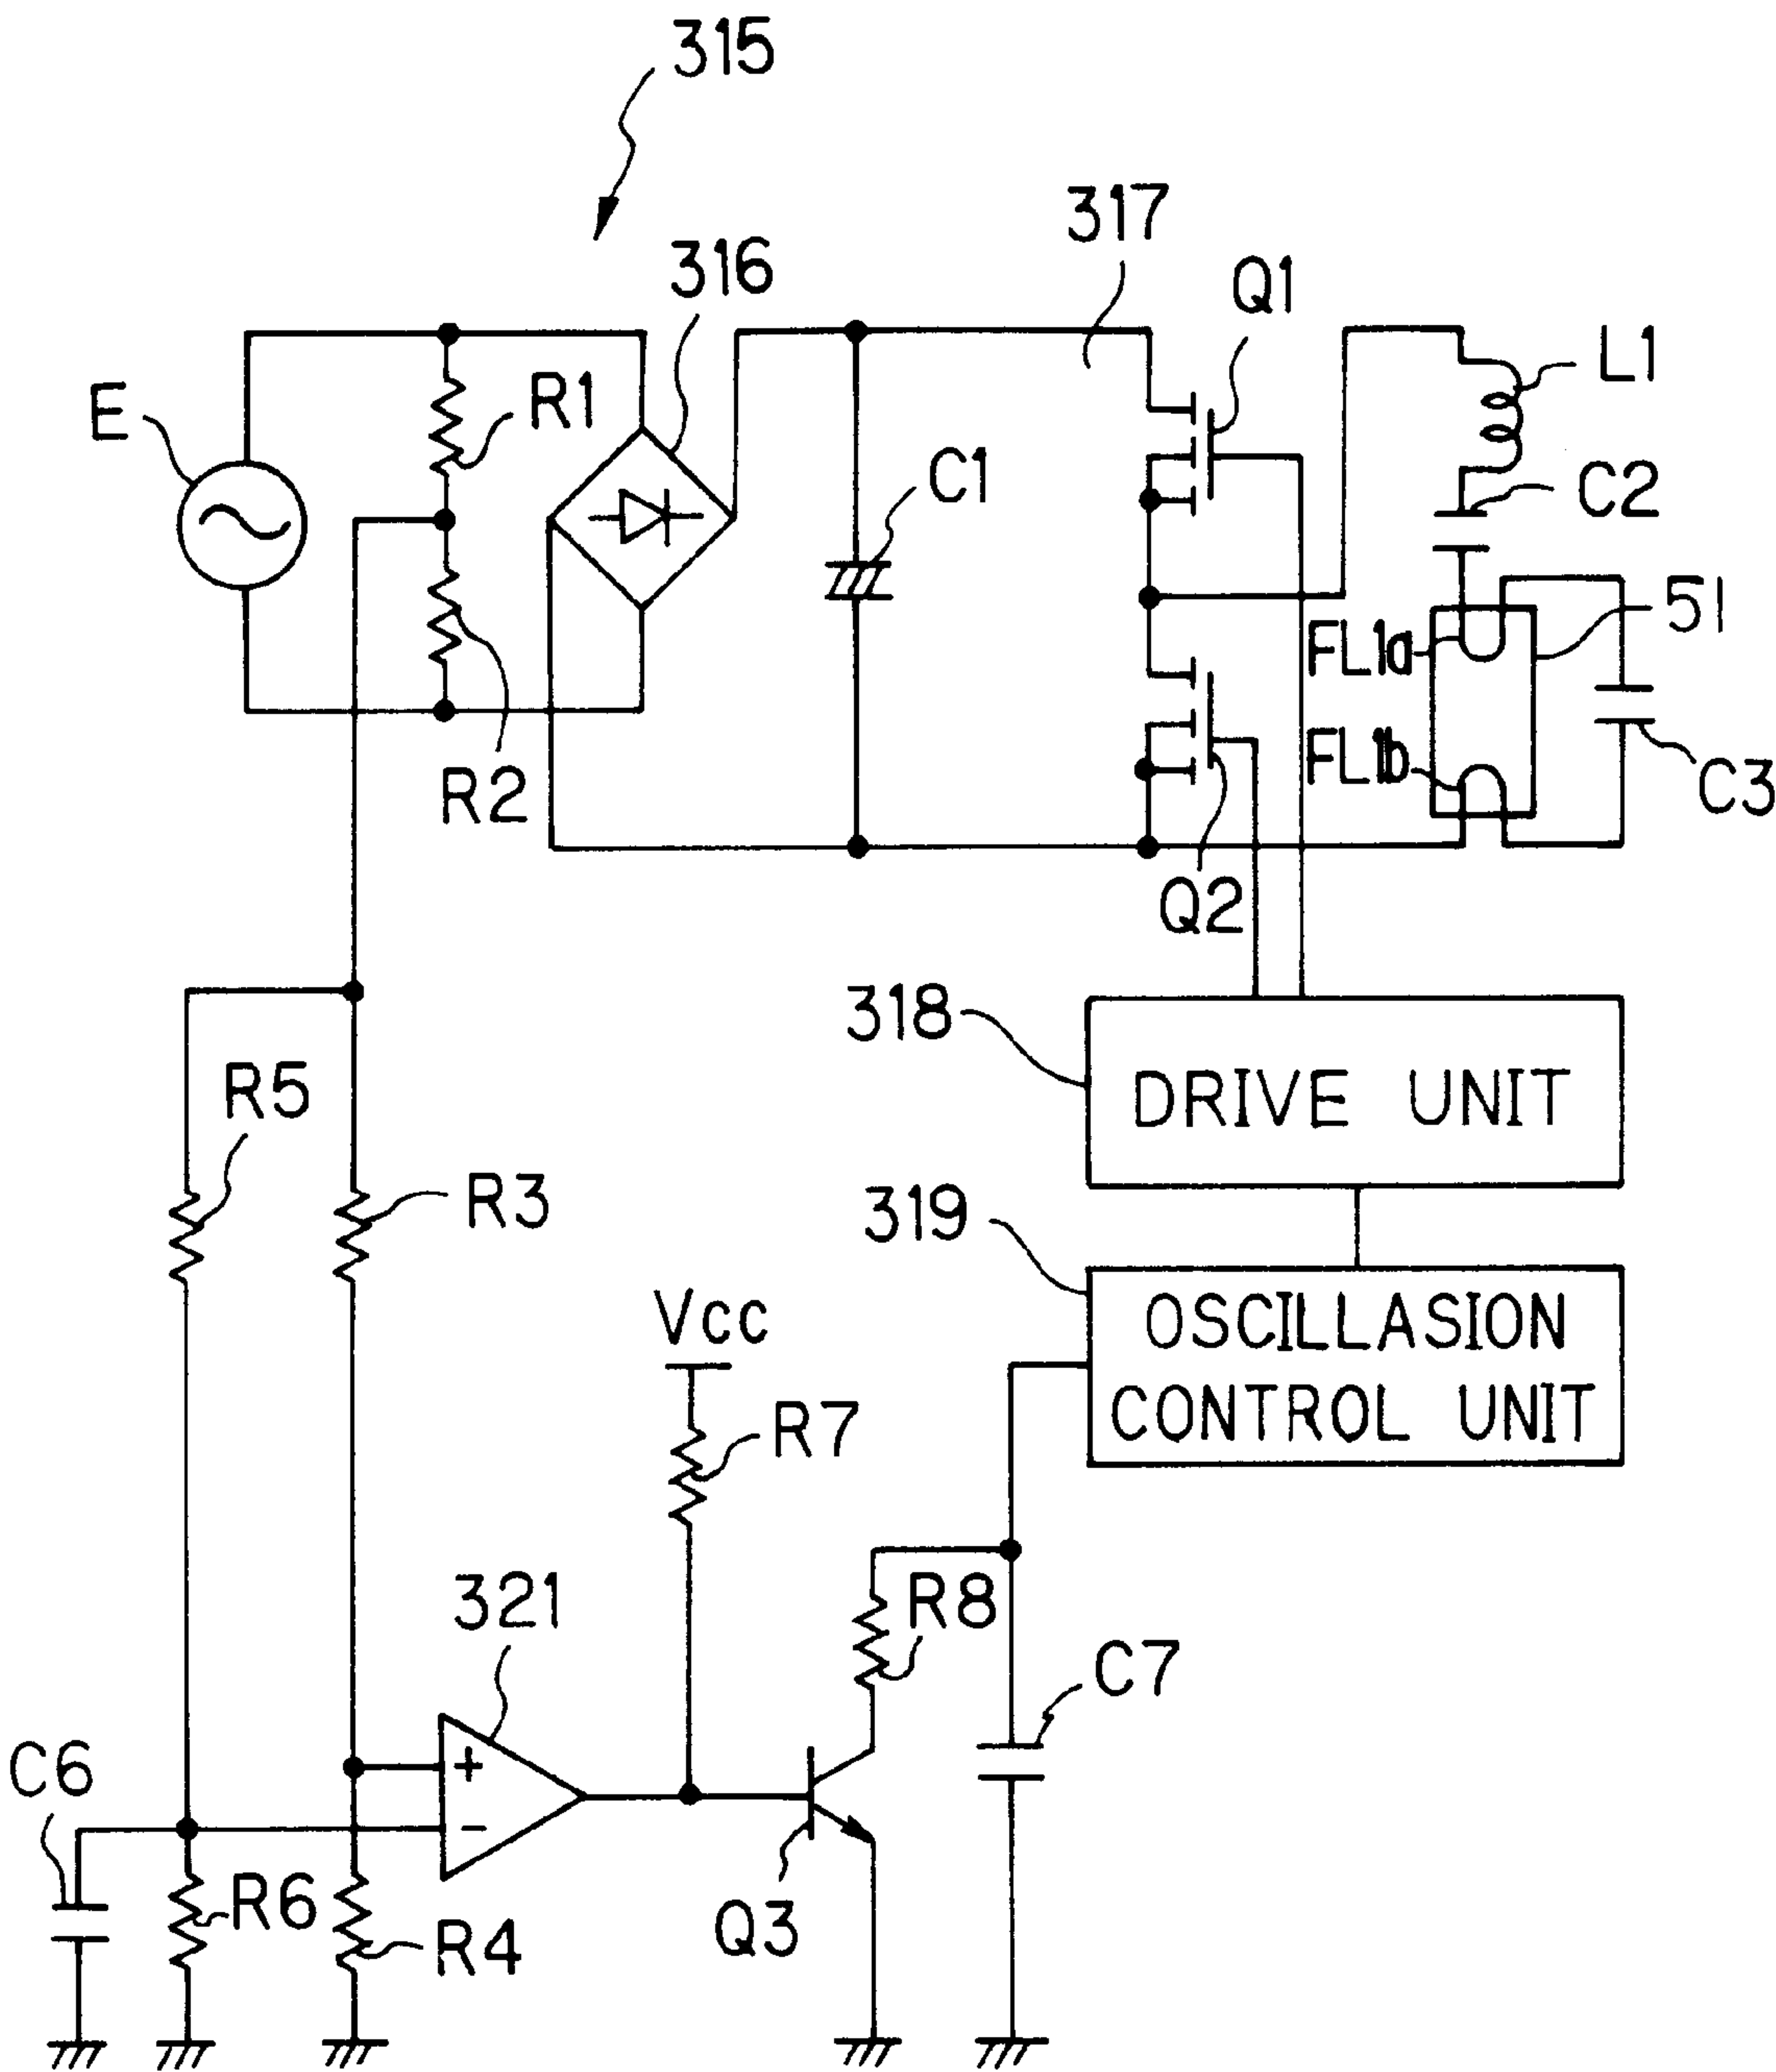 315
317
316
Q1
E
R1
L1
C1
C2
51
FL1a
FL1b
R2
C3
Q2
318
DRIVE UNIT
R5
R3
319
OSCILLASION
CONTROL UNIT
Vcc
R7
321
R8
C7
+
C6
-
R6
R4
Q3